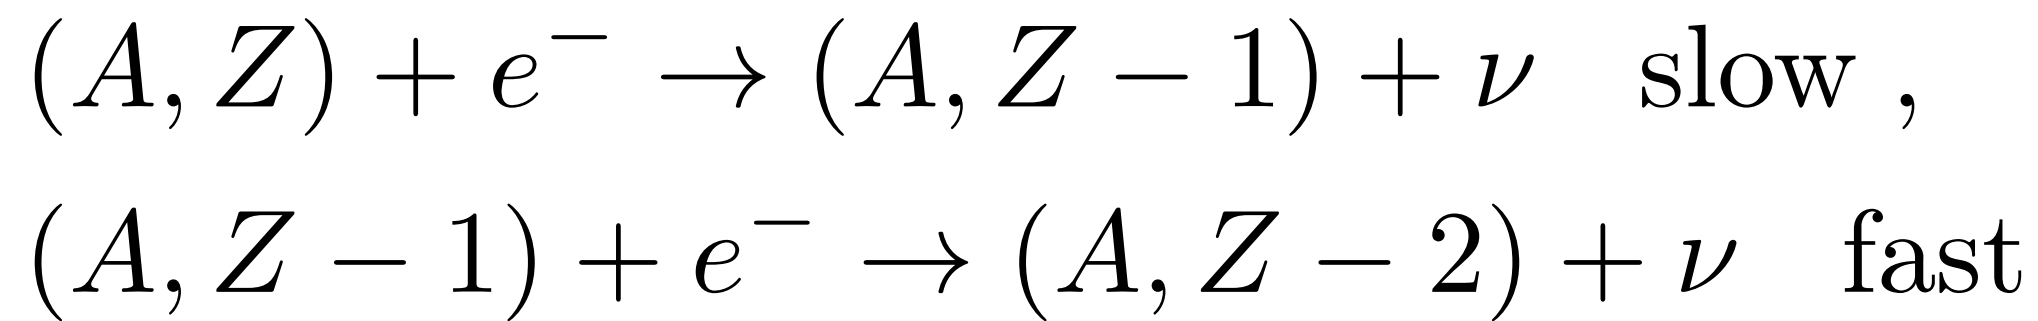 (A, Z) + e⁻ → (A, Z − 1) + ν slow ,
(A, Z − 1) + e⁻ → (A, Z − 2) + ν fast